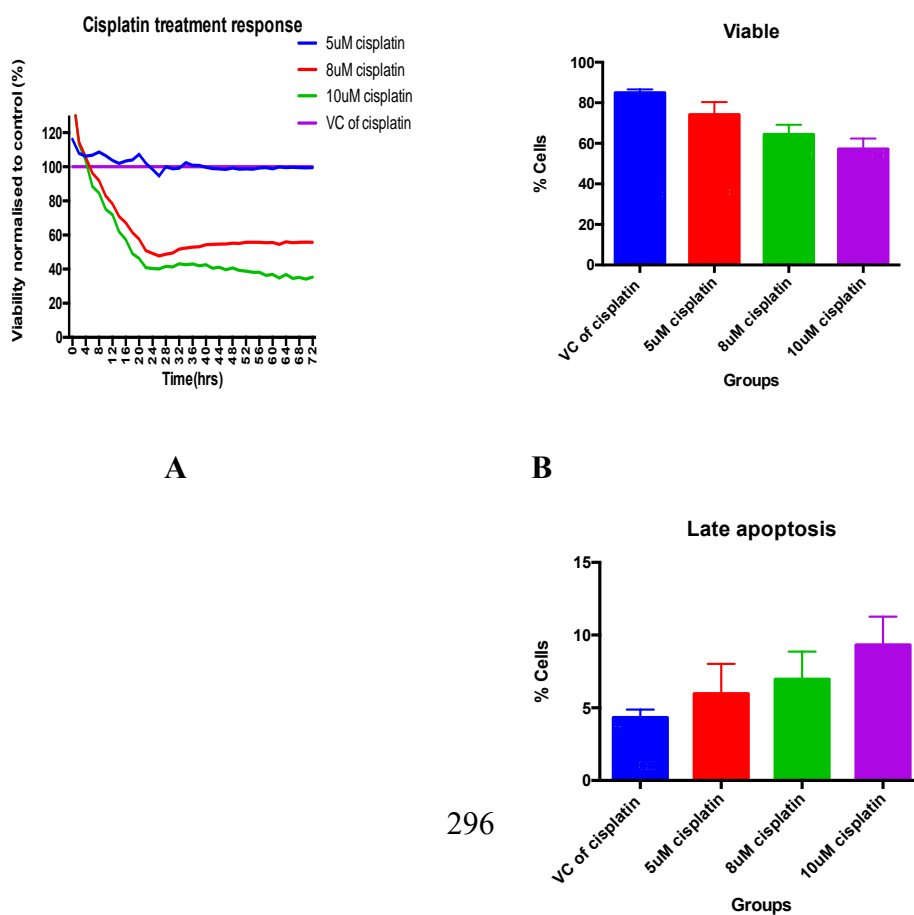 Cisplatin treatment response
5uM cisplatin
8uM cisplatin
10uM cisplatin
VC of cisplatin
Viability normalised to control (%)
120
100
80
60
40
20
0
0 4 8 12 16 20 24 28 32 36 40 44 48 52 56 60 64 68 72
Time(hrs)
A
Viable
% Cells
100
80
60
40
20
0
VC of cisplatin
5uM cisplatin
8uM cisplatin
10uM cisplatin
Groups
B
Late apoptosis
% Cells
15
10
5
0
VC of cisplatin
5uM cisplatin
8uM cisplatin
10uM cisplatin
Groups
296